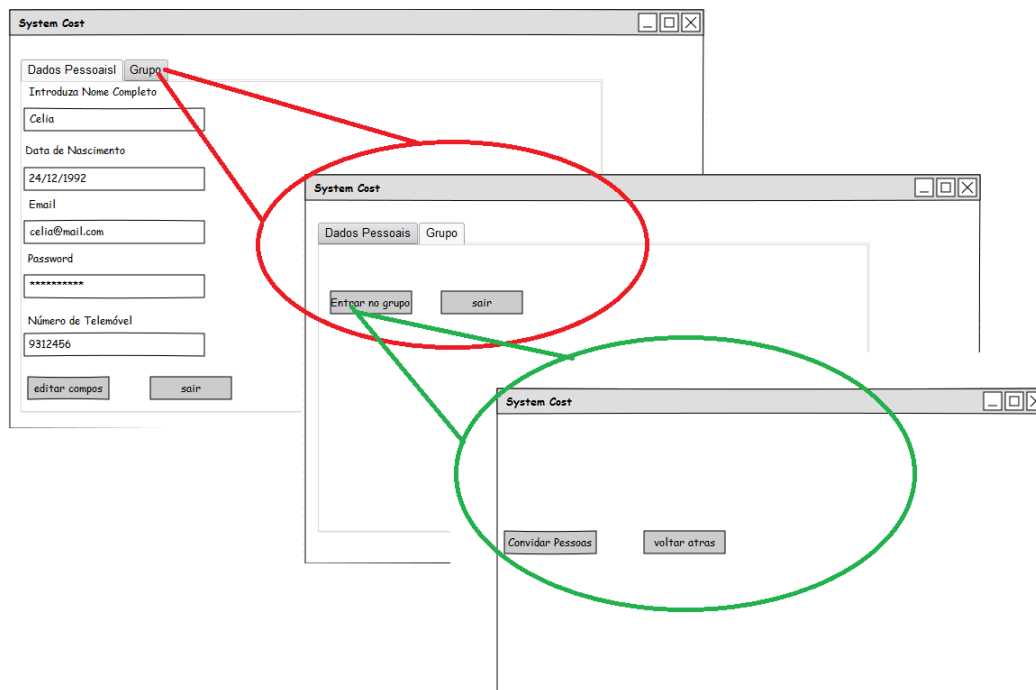 System Cost
Dados Pessoaisl Grupo
Introduza Nome Completo
Celia
Data de Nascimento
24/12/1992
Email
celia@mail.com
Password
**********
Número de Telemóvel
9312456
editar campos sair
System Cost
Dados Pessoais Grupo
Entrar no grupo sair
System Cost
Convidar Pessoas voltar atras